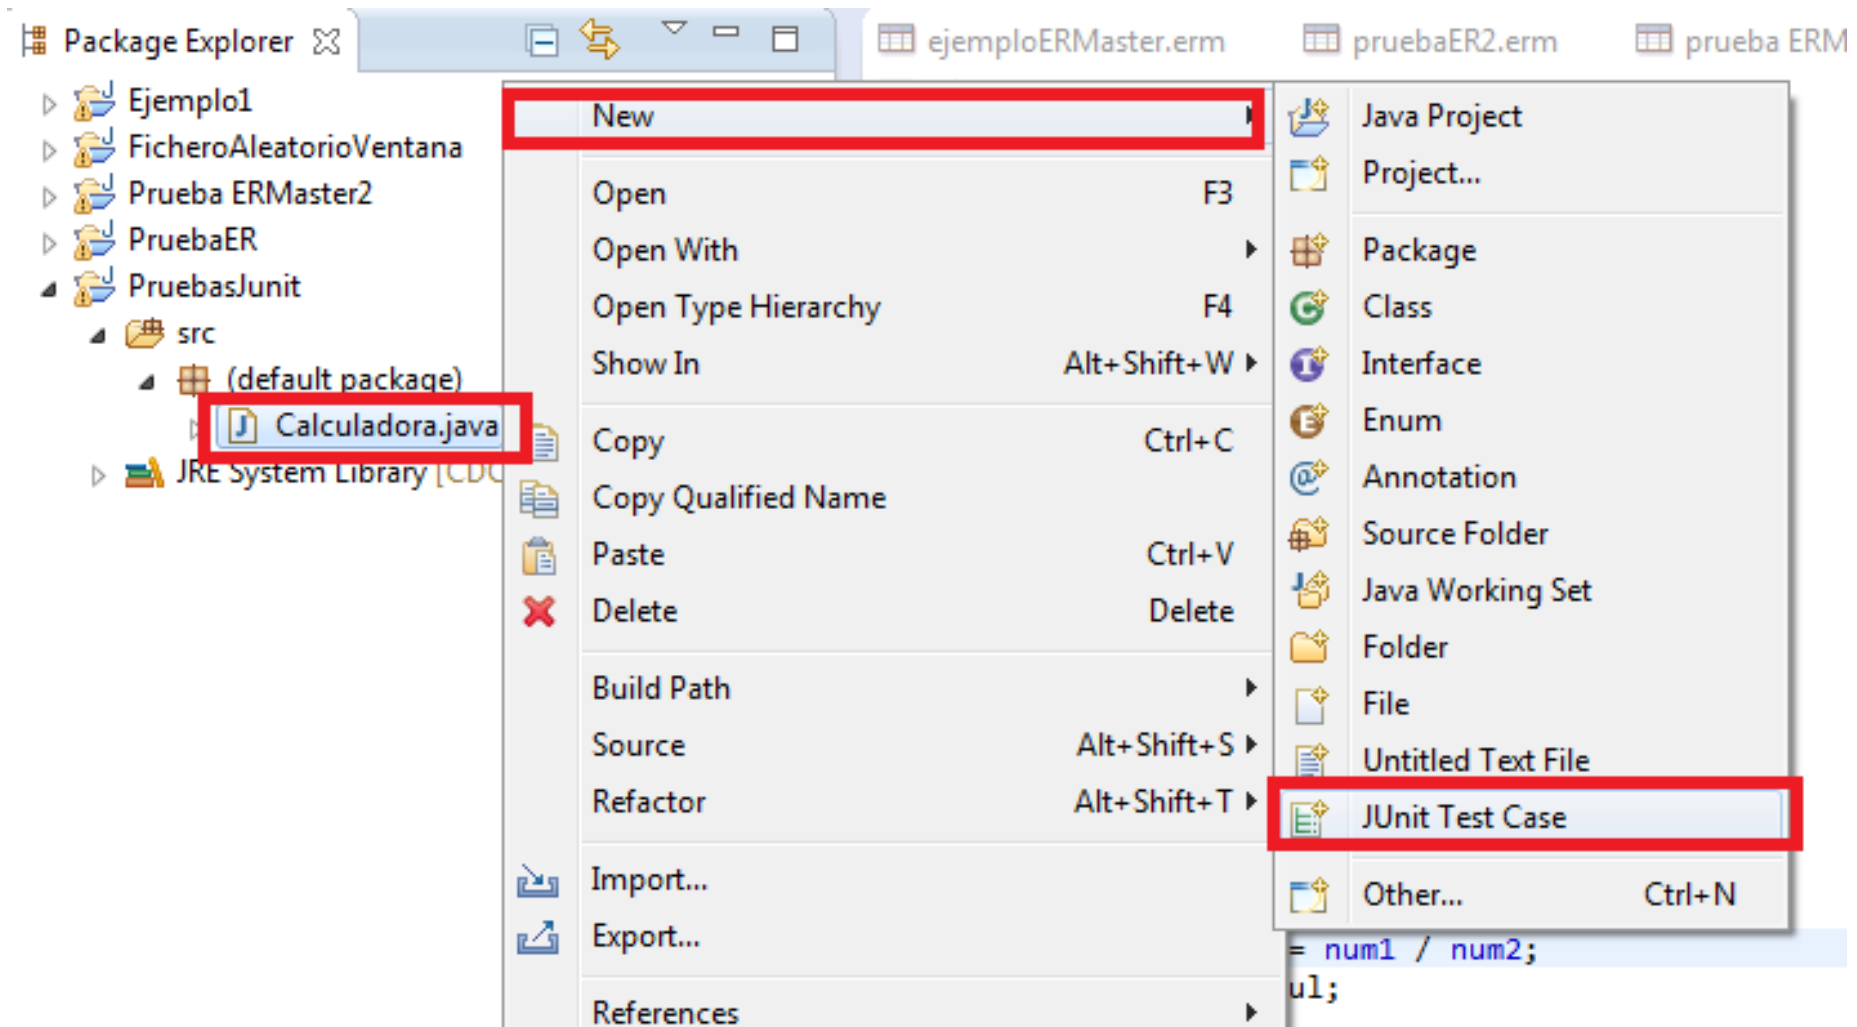 Package Explorer
ejemploERMaster.erm
pruebaER2.erm
prueba ERM
Ejemplo1
FicheroAleatorioVentana
Prueba ERMaster2
PruebaER
PruebasJunit
src
(default package)
Calculadora.java
JRE System Library [CDC
New
Open F3
Open With
Open Type Hierarchy F4
Show In Alt+Shift+W
Copy Ctrl+C
Copy Qualified Name
Paste Ctrl+V
Delete Delete
Build Path
Source Alt+Shift+S
Refactor Alt+Shift+T
Import...
Export...
References
Java Project
Project...
Package
Class
Interface
Enum
Annotation
Source Folder
Java Working Set
Folder
File
Untitled Text File
JUnit Test Case
Other... Ctrl+N
= num1 / num2;
ul;